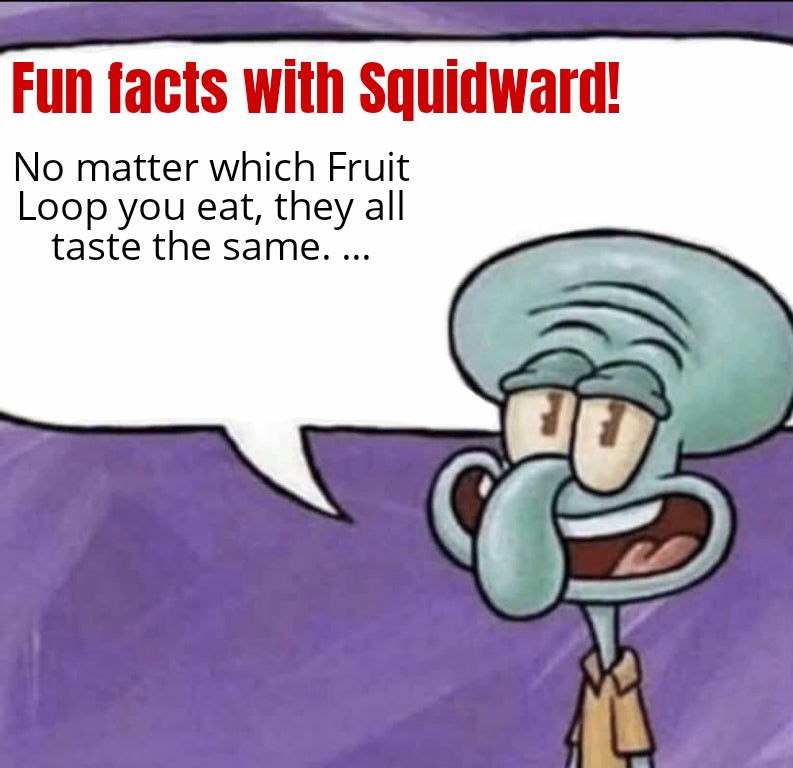 Fun facts with Squidward!
No matter which Fruit
Loop you eat, they all
taste the same. ...